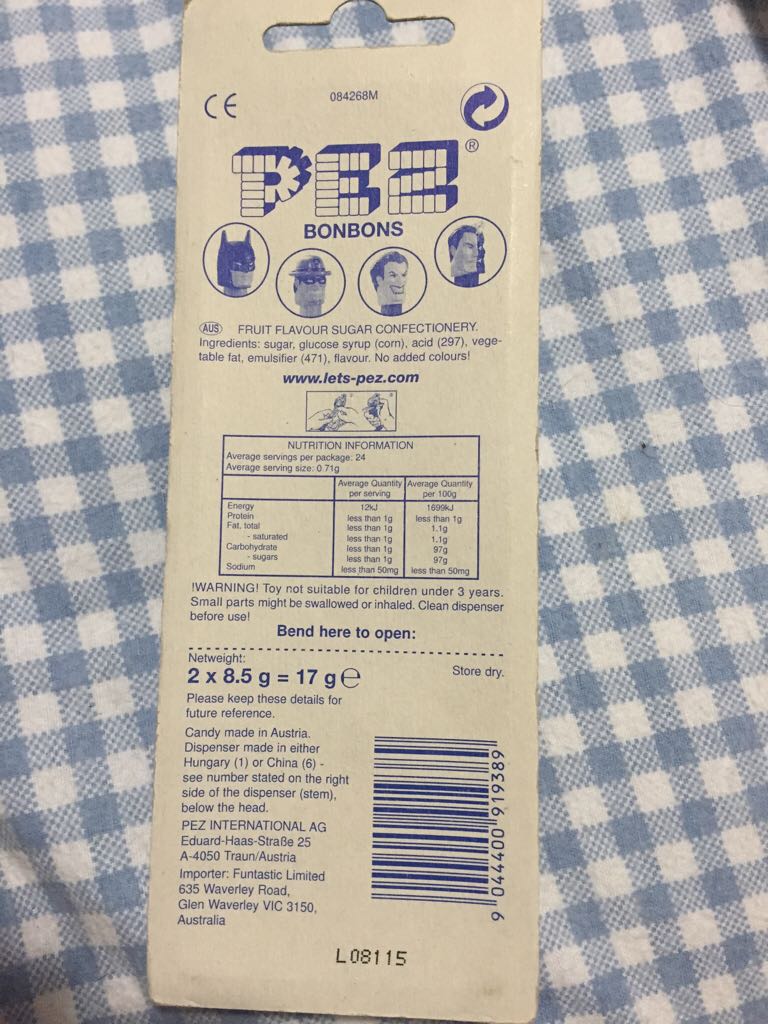 CE
084268M
PEZ®
BONBONS
AUS FRUIT FLAVOUR SUGAR CONFECTIONERY.
Ingredients: sugar, glucose syrup (corn), acid (297), vege-
table fat, emulsifier (471), flavour. No added colours!
www.lets-pez.com
NUTRITION INFORMATION
Average servings per package: 24
Average serving size: 0.71g
Average Quantity per serving Average Quantity per 100g
Energy 12kJ 1699kJ
Protein less than 1g less than 1g
Fat, total less than 1g 1.1g
- saturated less than 1g 1.1g
Carbohydrate less than 1g 97g
- sugars less than 1g 97g
Sodium less than 50mg less than 50mg
!WARNING! Toy not suitable for children under 3 years.
Small parts might be swallowed or inhaled. Clean dispenser
before use!
Bend here to open:
Netweight:
2 x 8.5 g = 17 g ℮
Store dry.
Please keep these details for
future reference.
Candy made in Austria.
Dispenser made in either
Hungary (1) or China (6) -
see number stated on the right
side of the dispenser (stem),
below the head.
PEZ INTERNATIONAL AG
Eduard-Haas-Straße 25
A-4050 Traun/Austria
Importer: Funtastic Limited
635 Waverley Road,
Glen Waverley VIC 3150,
Australia
9 044400 919389
L08115